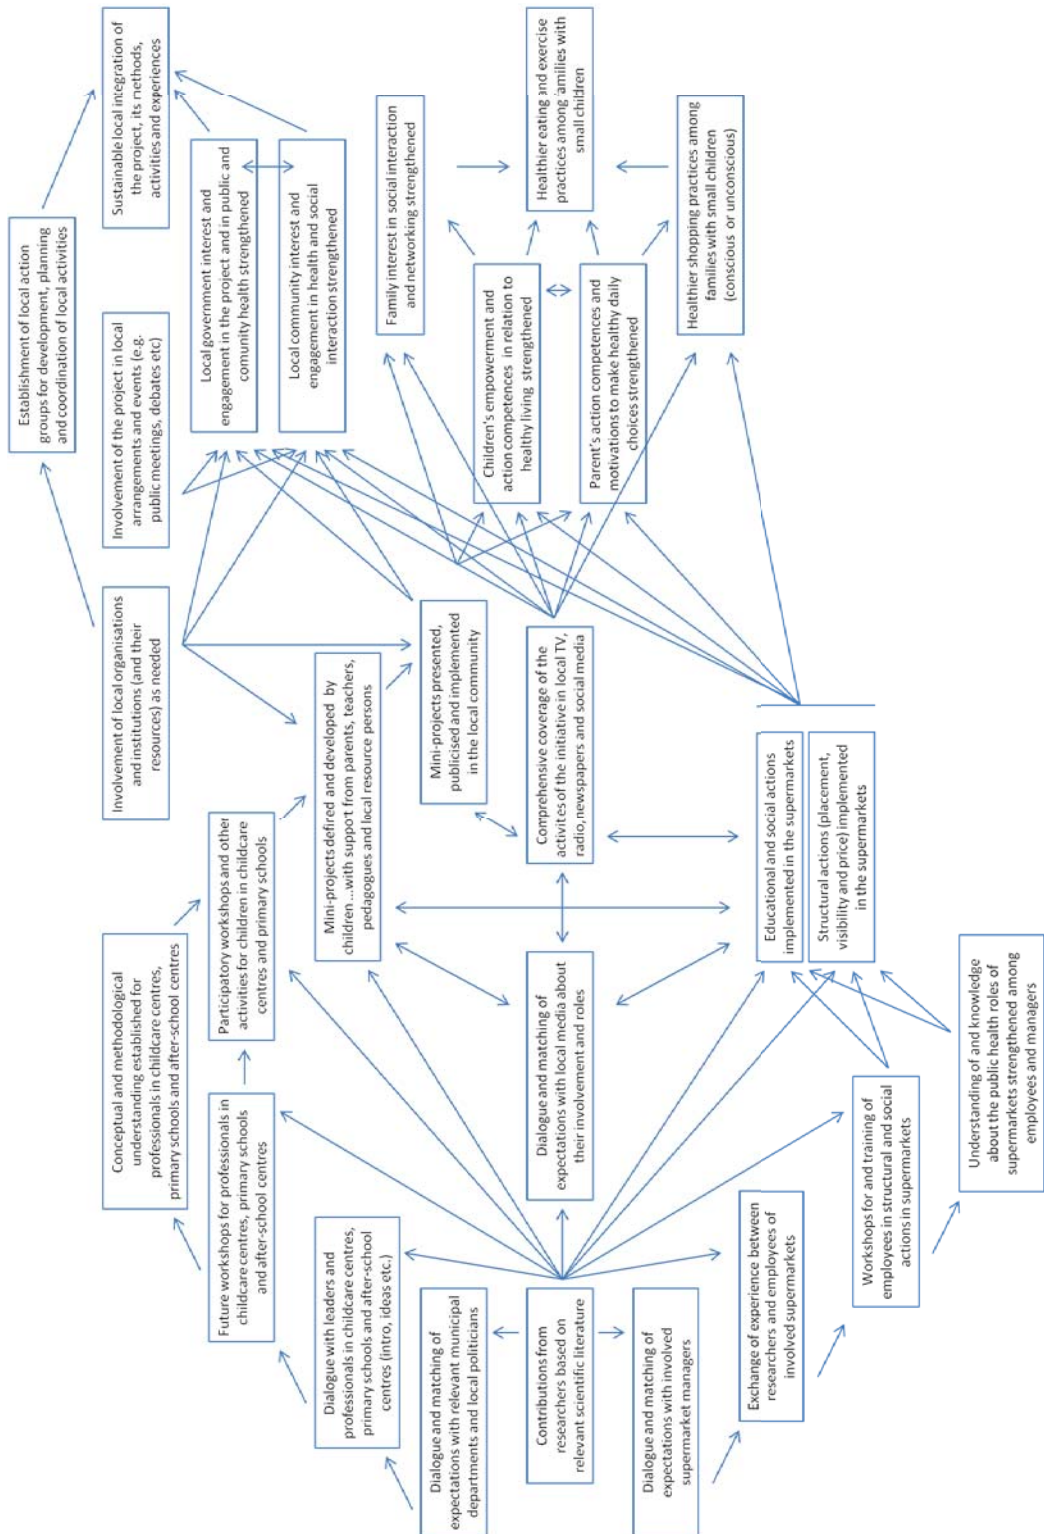 Dialogue and matching of
expectations with relevant municipal
departments and local politicians
Contributions from
researchers based on
relevant scientific literature
Dialogue and matching of
expectations with involved
supermarket managers
Dialogue with leaders and
professionals in childcare centres,
primary schools and after-school
centres (intro, ideas etc.)
Exchange of experience between
researchers and employees of
involved supermarkets
Future workshops for professionals in
childcare centres, primary schools
and after-school centres
Workshops for and training of
employees in structural and social
actions in supermarkets
Conceptual and methodological
understanding established for
professionals in childcare centres,
primary schools and after-school centres
Dialogue and matching of
expectations with local media about
their involvement and roles
Understanding of and knowledge
about the public health roles of
supermarkets strengthened among
employees and managers
Participatory workshops and other
activities for children in childcare
centres and primary schools
Mini-projects defired and developed by
children ...with support from parents, teachers,
pedagogues and local resource persons
Educational and social actions
implemented in the supermarkets
Structural actions (placement,
visibility and price) implemented
in the supermarkets
Involvement of local organisations
and institutions (and their
resources) as needed
Mini-projects presented,
publicised and implemented
in the local community
Comprehensive coverage of the
activites of the initiative in local TV,
radio, newspapers and social media
Establishment of local action
groups for development, planning
and coordination of local activities
Involvement of the project in local
arrangements and events (e.g.
public meetings, debates etc)
Local government interest and
engagement in the project and in public and
comunity health strengthened
Local community interest and
engagement in health and social
interaction strengthened
Family interest in social interaction
and networking strengthened
Children's empowerment and
action competences in relation to
healthy living strengthened
Parent's action competences and
motivations to make healthy daily
choices strengthened
Healthier shopping practices among
families with small children
(conscious or unconscious)
Sustainable local integration of
the project, its nethods,
activities and experiences
Healthier eating and exercise
practices among families with
small children